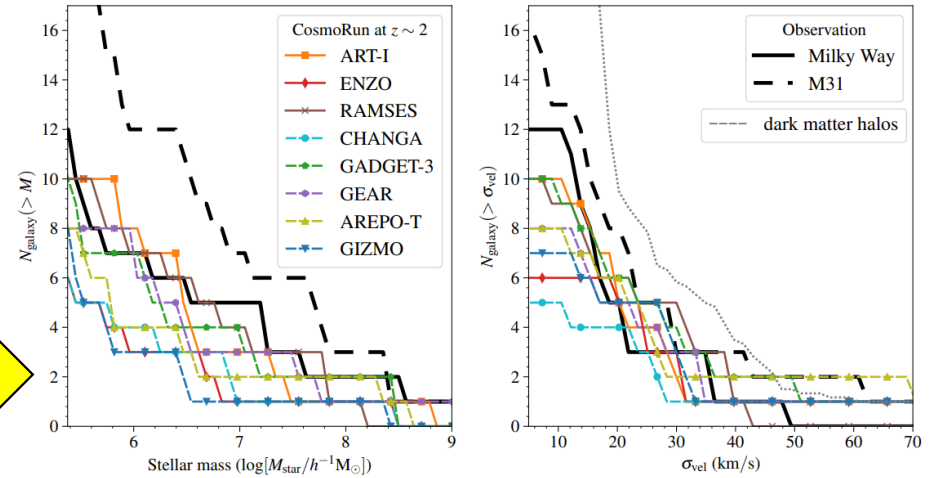 16
14
12
10
8
6
4
2
0
N_galaxy(> M)
CosmoRun at z ∼ 2
ART-I
ENZO
RAMSES
CHANGA
GADGET-3
GEAR
AREPO-T
GIZMO
6 7 8 9
Stellar mass (log[M_star/h⁻¹M_⊙])
16
14
12
10
8
6
4
2
0
N_galaxy(> σ_vel)
Observation
Milky Way
M31
dark matter halos
10 20 30 40 50 60 70
σ_vel (km/s)